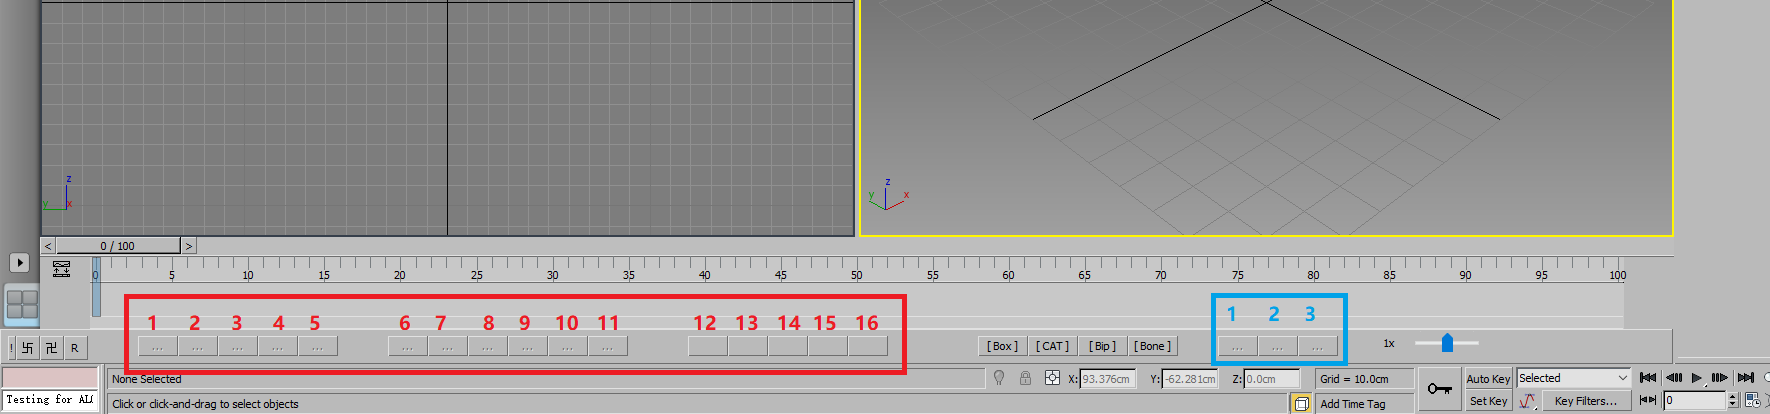 z
y
x
z
y
x
<
0 / 100
>
0 5 10 15 20 25 30 35 40 45 50 55 60 65 70 75 80 85 90 95 100
1 2 3 4 5 6 7 8 9 10 11 12 13 14 15 16
1 2 3
! 卐 卍 R
... ... ... ... ... ... ... ... ... ... ...
[ Box ] [ CAT ] [ Bip ] [ Bone ]
... ... ...
1x
None Selected
X: 93.376cm Y: -62.281cm Z: 0.0cm
Grid = 10.0cm
Auto Key
Selected
Testing for ALC
Click or click-and-drag to select objects
Add Time Tag
Set Key
Key Filters...
0